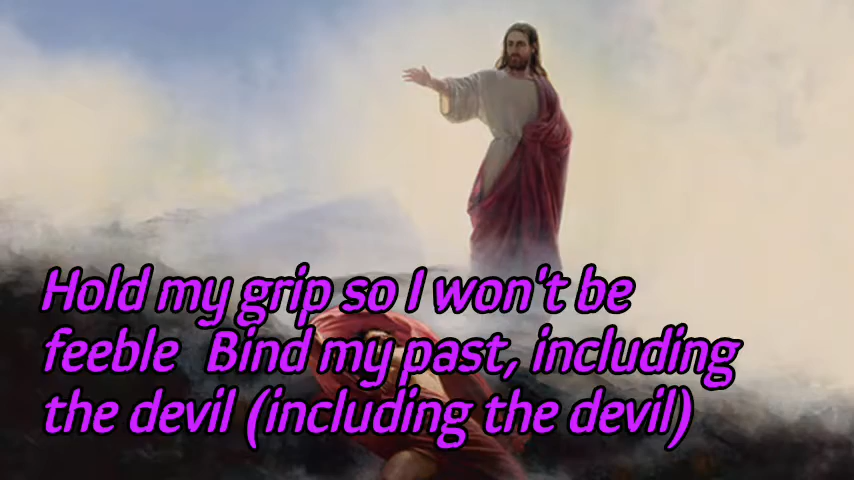 Hold my grip so I won't be
feeble  Bind my past, including
the devil (including the devil)